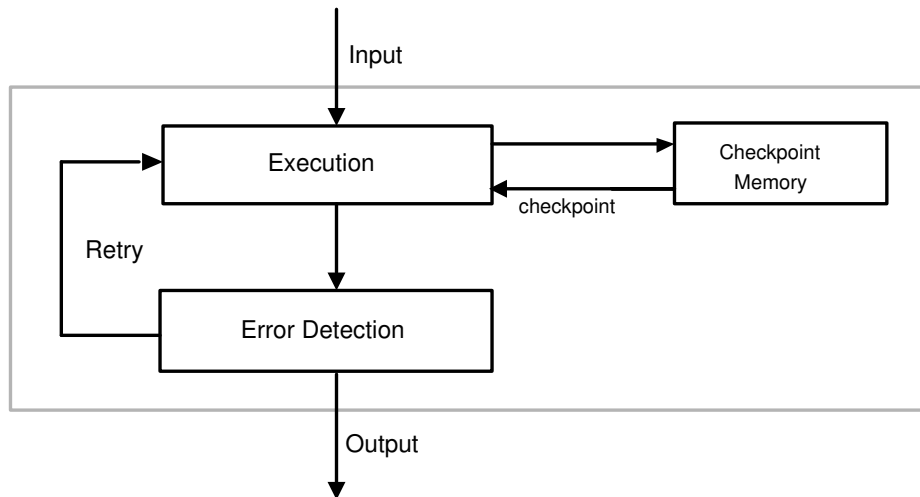 Input
Execution
Checkpoint
Memory
checkpoint
Retry
Error Detection
Output